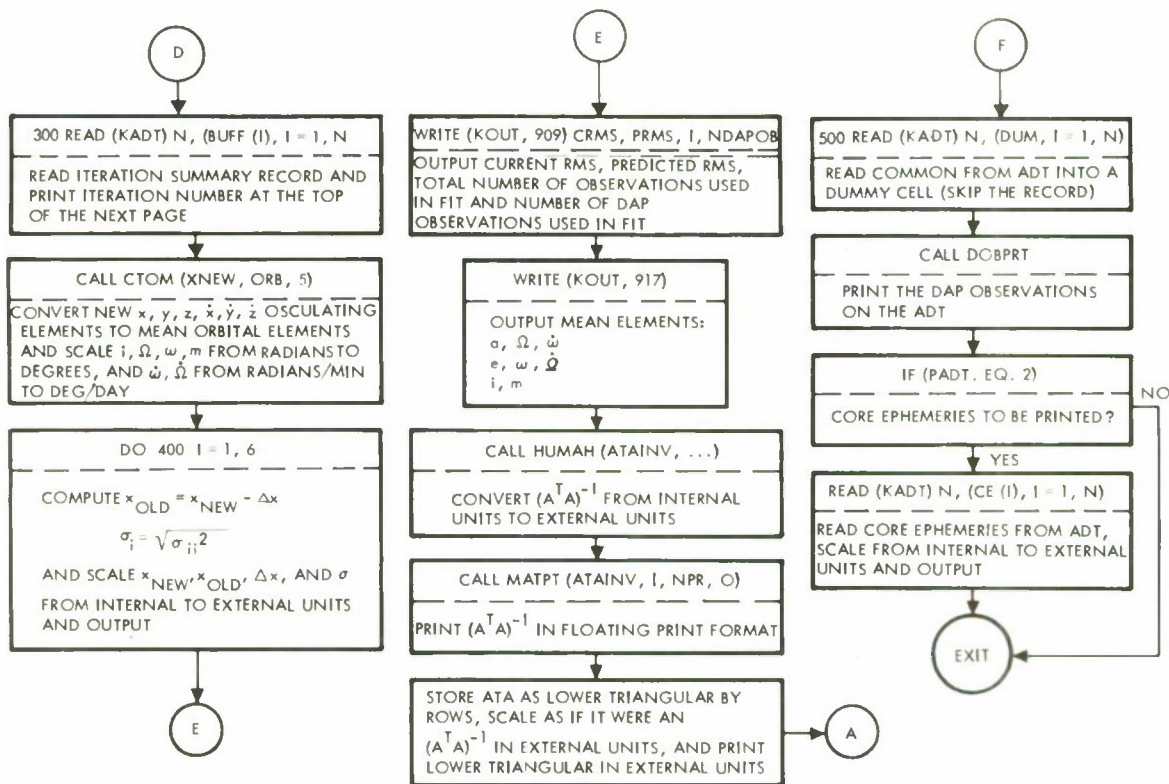 D
300 READ (KADT) N, (BUFF (I), I = 1, N
READ ITERATION SUMMARY RECORD AND
PRINT ITERATION NUMBER AT THE TOP
OF THE NEXT PAGE
CALL CTOM (XNEW, ORB, 5)
CONVERT NEW x, y, z, ẋ, ẏ, ż OSCULATING
ELEMENTS TO MEAN ORBITAL ELEMENTS
AND SCALE i, Ω, ω, m FROM RADIANS TO
DEGREES, AND ω̇, Ω̇ FROM RADIANS/MIN
TO DEG/DAY
DO 400 I = 1, 6
COMPUTE x_OLD = x_NEW - Δx
σ_i = √σ_ii^2
AND SCALE x_NEW, x_OLD, Δx, AND σ
FROM INTERNAL TO EXTERNAL UNITS
AND OUTPUT
E
E
WRITE (KOUT, 909) CRMS, PRMS, I, NDAPOB
OUTPUT CURRENT RMS, PREDICTED RMS,
TOTAL NUMBER OF OBSERVATIONS USED
IN FIT AND NUMBER OF DAP
OBSERVATIONS USED IN FIT
WRITE (KOUT, 917)
OUTPUT MEAN ELEMENTS:
a, Ω, ω̇
e, ω, Ω̇
i, m
CALL HUMAH (ATAINV, ...)
CONVERT (A^T A)^-1 FROM INTERNAL
UNITS TO EXTERNAL UNITS
CALL MATPT (ATAINV, I, NPR, O)
PRINT (A^T A)^-1 IN FLOATING PRINT FORMAT
STORE ATA AS LOWER TRIANGULAR BY
ROWS, SCALE AS IF IT WERE AN
(A^T A)^-1 IN EXTERNAL UNITS, AND PRINT
LOWER TRIANGULAR IN EXTERNAL UNITS
A
F
500 READ (KADT) N, (DUM, I = 1, N)
READ COMMON FROM ADT INTO A
DUMMY CELL (SKIP THE RECORD)
CALL DOBPRT
PRINT THE DAP OBSERVATIONS
ON THE ADT
IF (PADT. EQ. 2)
CORE EPHEMERIES TO BE PRINTED?
NO
YES
READ (KADT) N, (CE (I), I = 1, N)
READ CORE EPHEMERIES FROM ADT,
SCALE FROM INTERNAL TO EXTERNAL
UNITS AND OUTPUT
EXIT